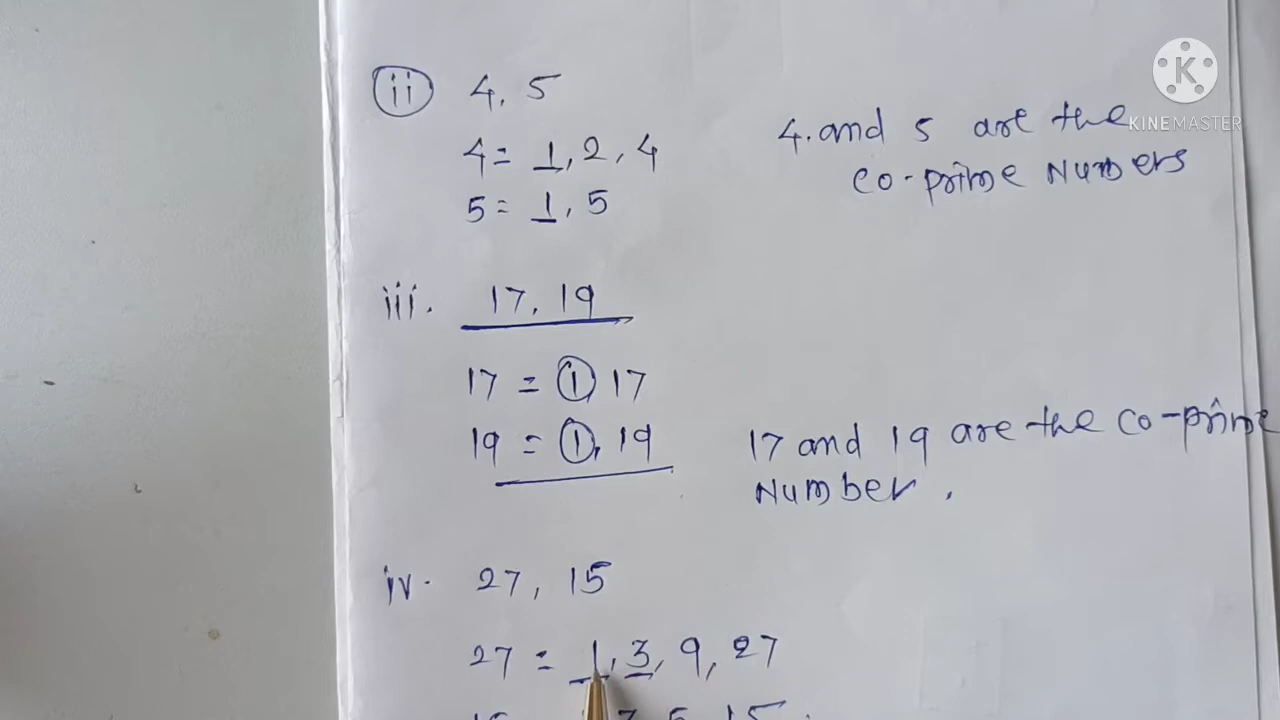 ii 4, 5
4 = 1, 2, 4
5 = 1, 5
4 and 5 are the
co-prime Numbers
KINEMASTER
iii. 17, 19
17 = 1 17
19 = 1, 19
17 and 19 are the co-prime
Number.
iv. 27, 15
27 = 1, 3, 9, 27